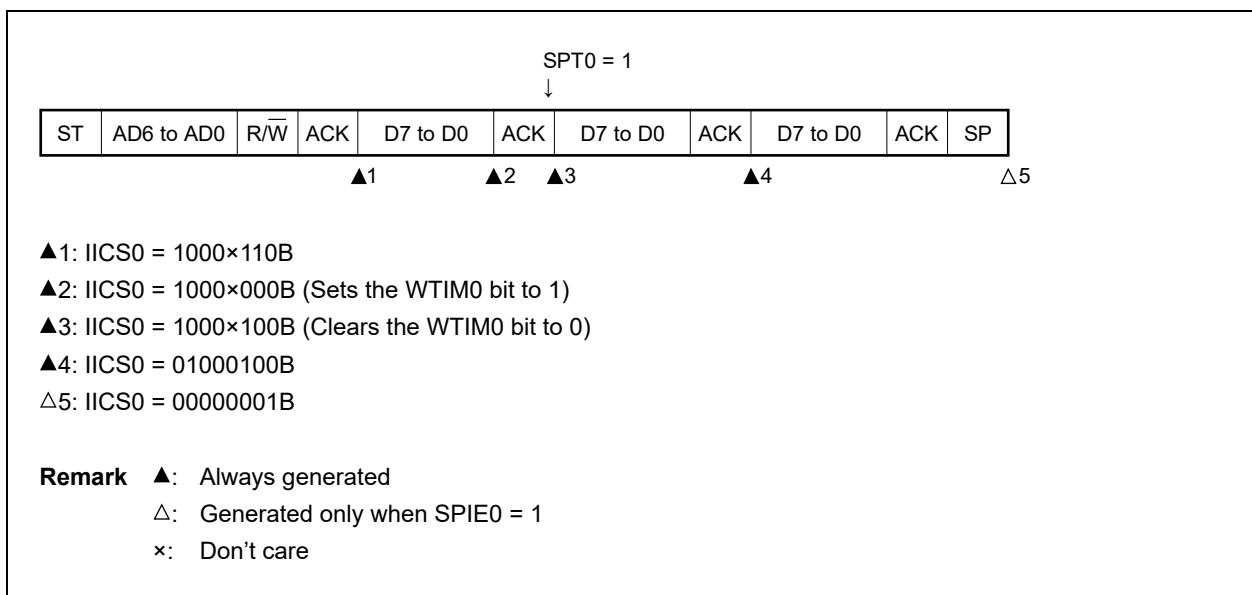 SPT0 = 1
↓
ST AD6 to AD0 R/W̅ ACK D7 to D0 ACK D7 to D0 ACK D7 to D0 ACK SP
▲1 ▲2 ▲3 ▲4 △5
▲1: IICS0 = 1000×110B
▲2: IICS0 = 1000×000B (Sets the WTIM0 bit to 1)
▲3: IICS0 = 1000×100B (Clears the WTIM0 bit to 0)
▲4: IICS0 = 01000100B
△5: IICS0 = 00000001B
Remark ▲: Always generated
△: Generated only when SPIE0 = 1
×: Don’t care